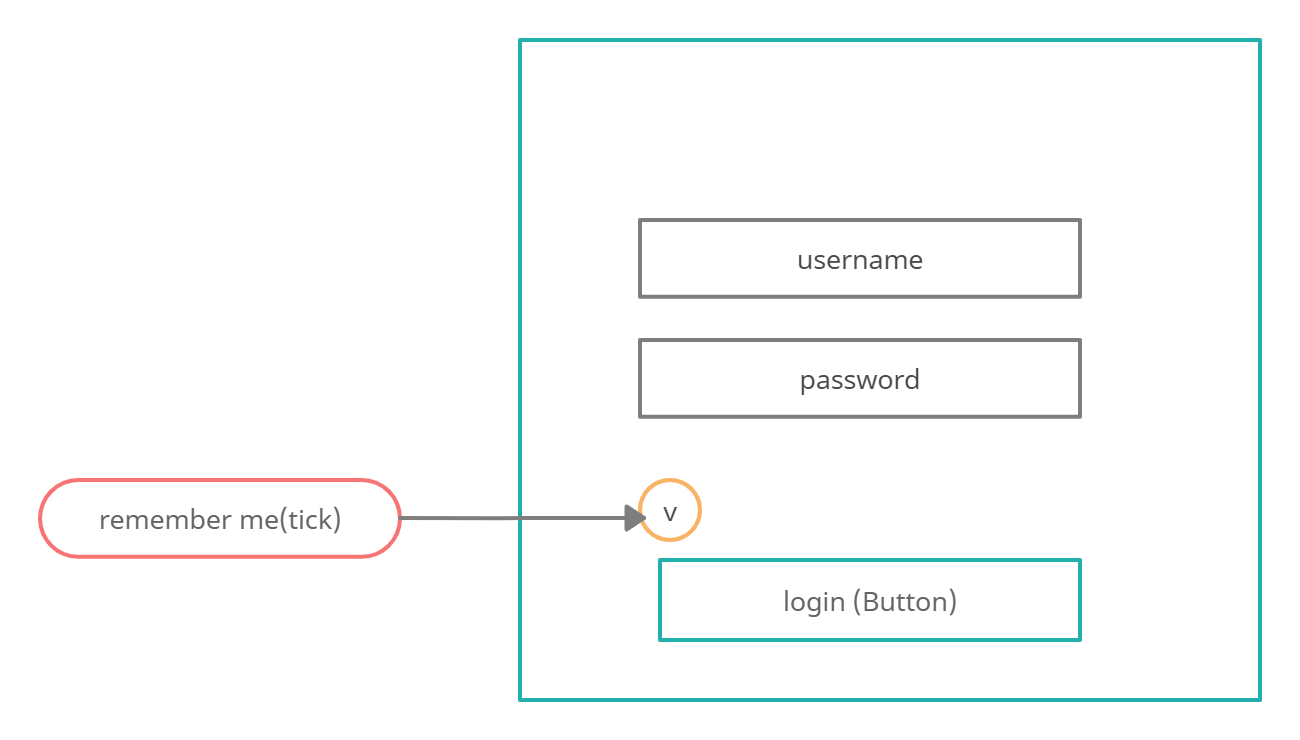 username
password
remember me(tick)
v
login (Button)